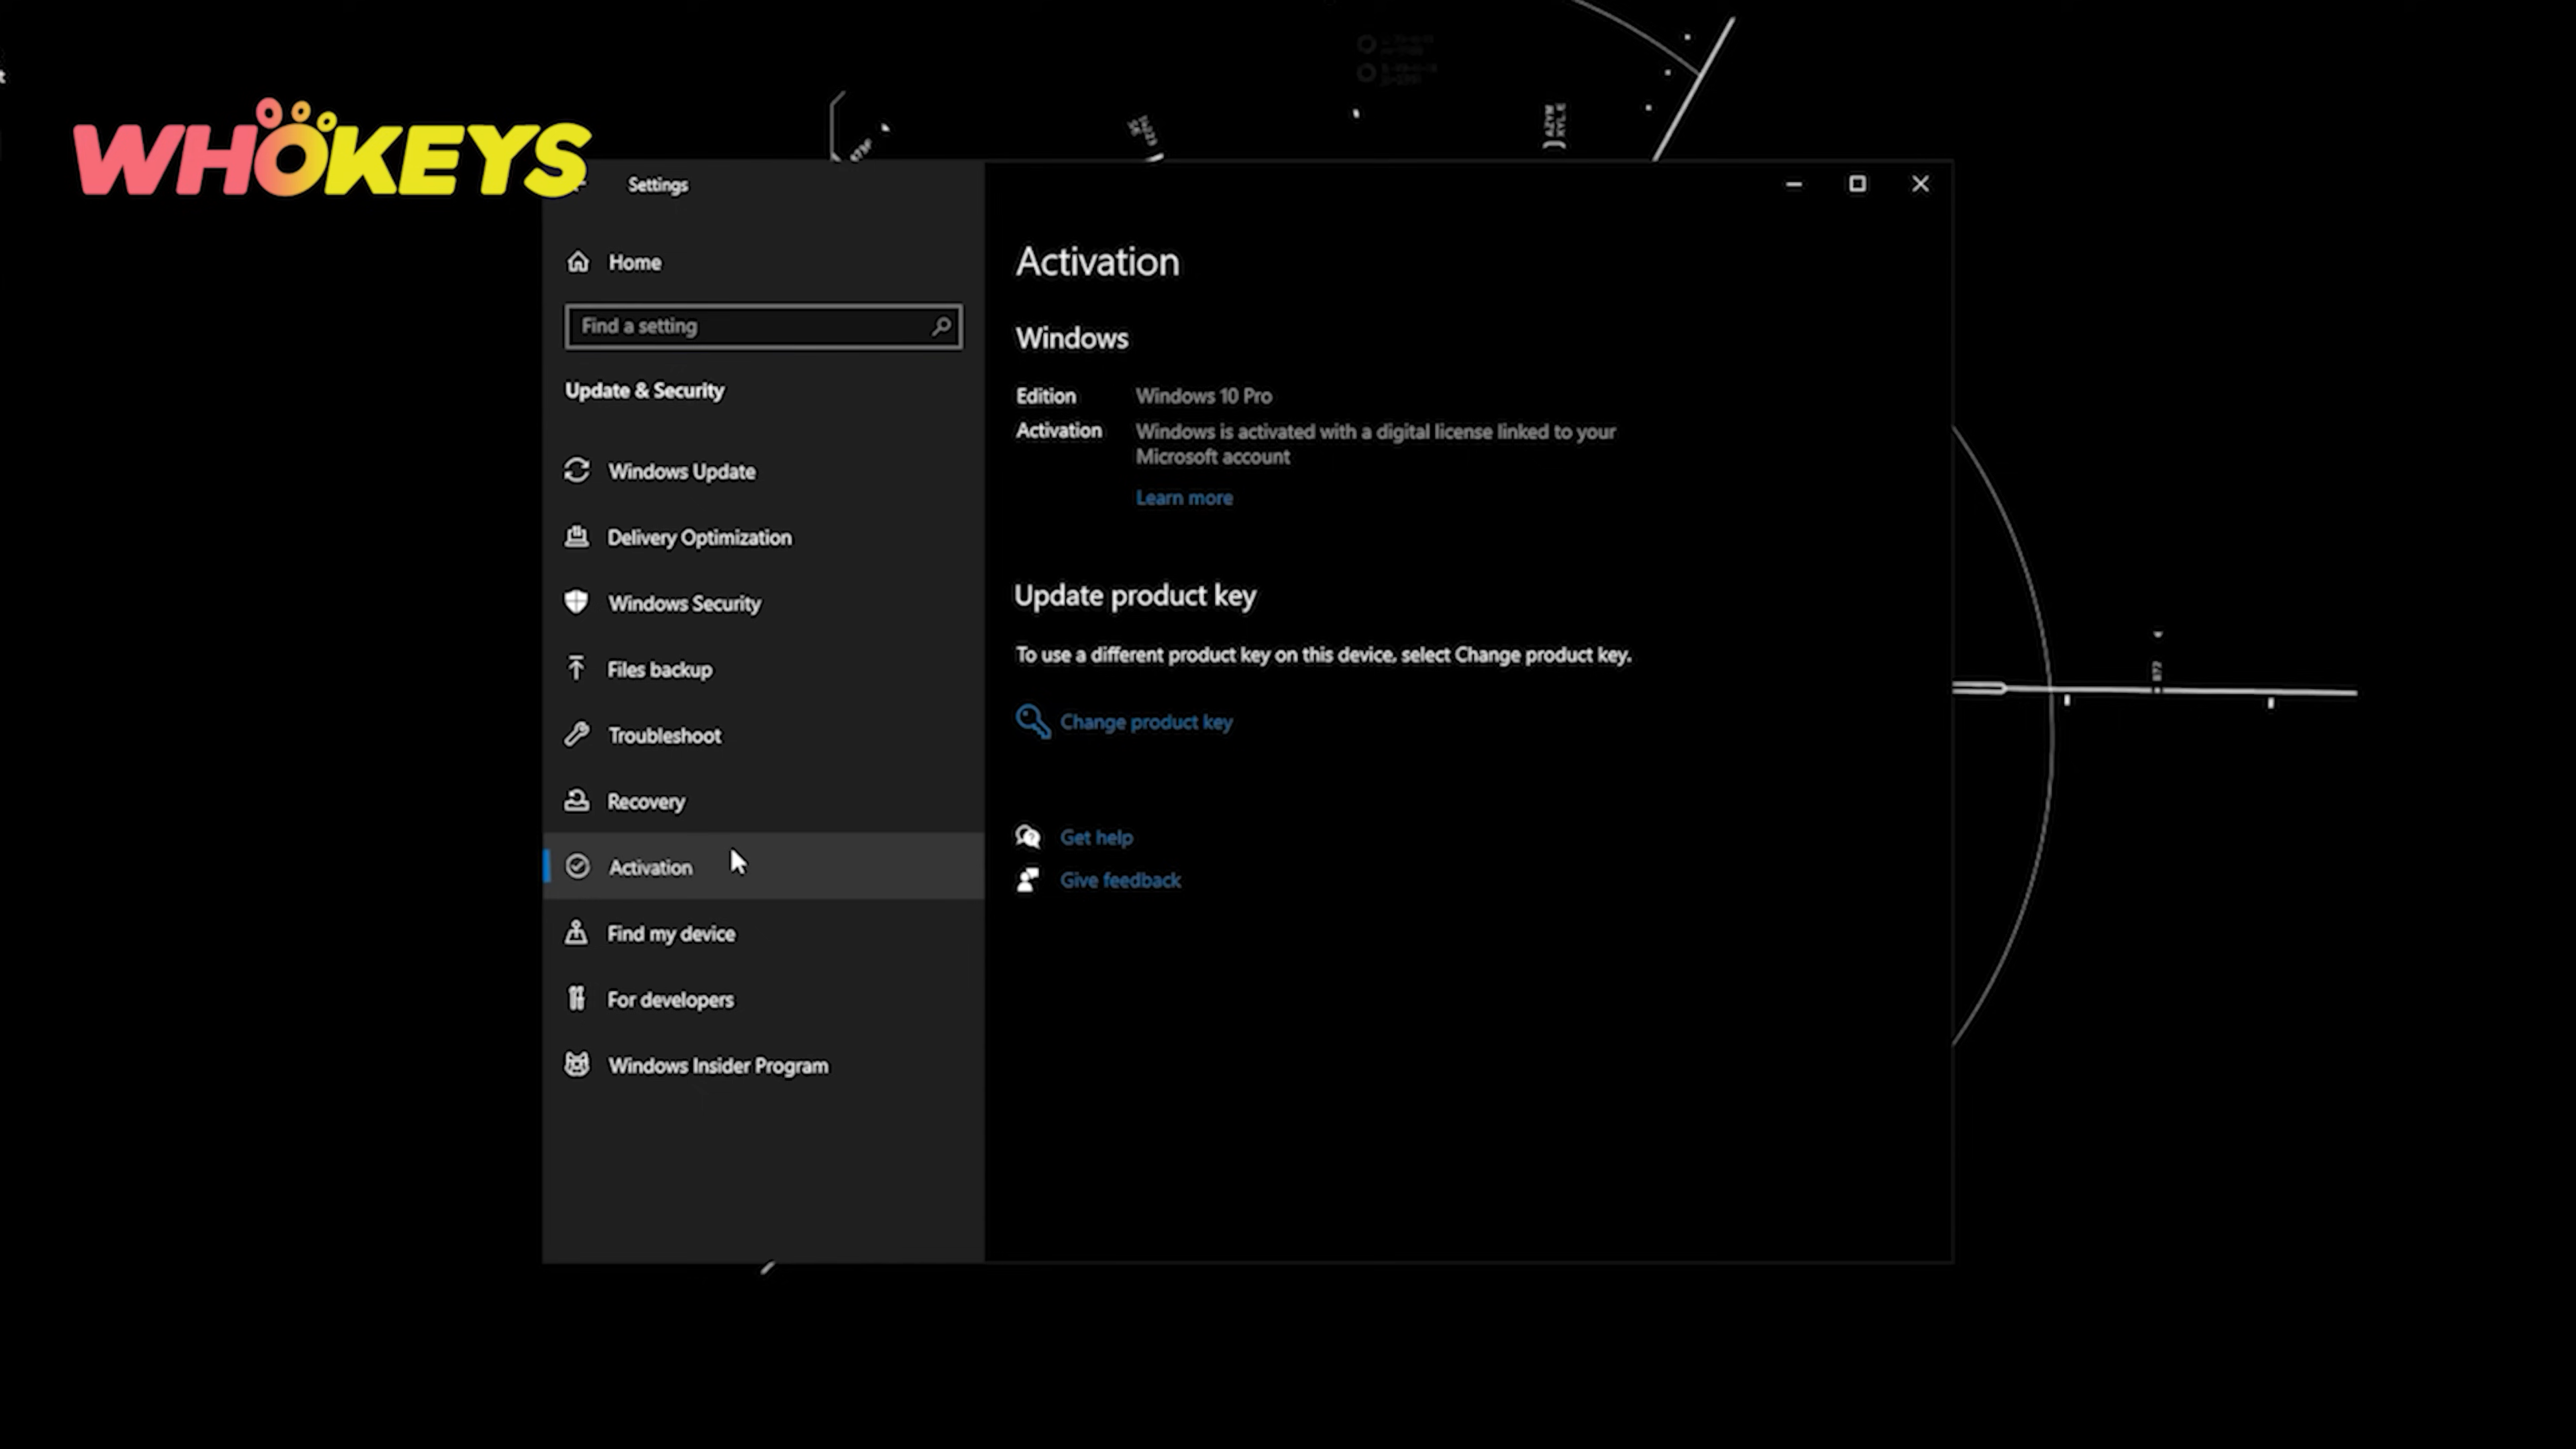 WHOKEYS
Settings
Home
Find a setting
Update & Security
Windows Update
Delivery Optimization
Windows Security
Files backup
Troubleshoot
Recovery
Activation
Find my device
For developers
Windows Insider Program
Activation
Windows
Edition Windows 10 Pro
Activation Windows is activated with a digital license linked to your
Microsoft account
Learn more
Update product key
To use a different product key on this device, select Change product key.
Change product key
Get help
Give feedback